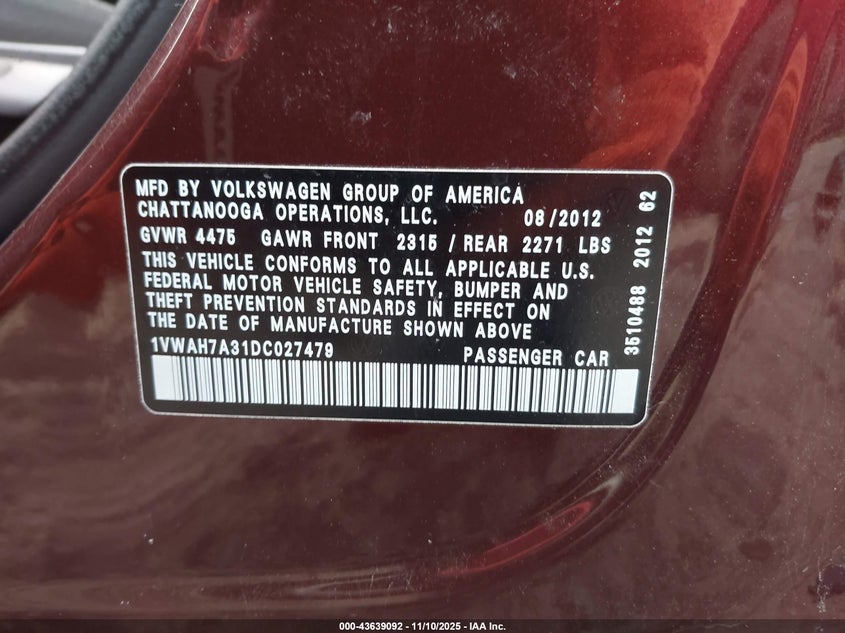 MFD BY VOLKSWAGEN GROUP OF AMERICA
CHATTANOOGA OPERATIONS, LLC. 08/2012
GVWR 4475 GAWR FRONT 2315 / REAR 2271 LBS
THIS VEHICLE CONFORMS TO ALL APPLICABLE U.S.
FEDERAL MOTOR VEHICLE SAFETY, BUMPER AND
THEFT PREVENTION STANDARDS IN EFFECT ON
THE DATE OF MANUFACTURE SHOWN ABOVE
1VWAH7A31DC027479 PASSENGER CAR
3510488 2012 62
000-43639092 - 11/10/2025 - IAA Inc.